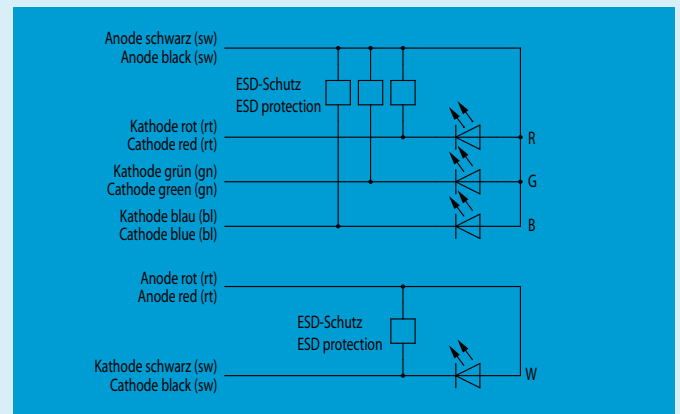 Anode schwarz (sw)
Anode black (sw)
ESD-Schutz
ESD protection
Kathode rot (rt)
Cathode red (rt)
R
Kathode grün (gn)
Cathode green (gn)
G
Kathode blau (bl)
Cathode blue (bl)
B
Anode rot (rt)
Anode red (rt)
ESD-Schutz
ESD protection
Kathode schwarz (sw)
Cathode black (sw)
W